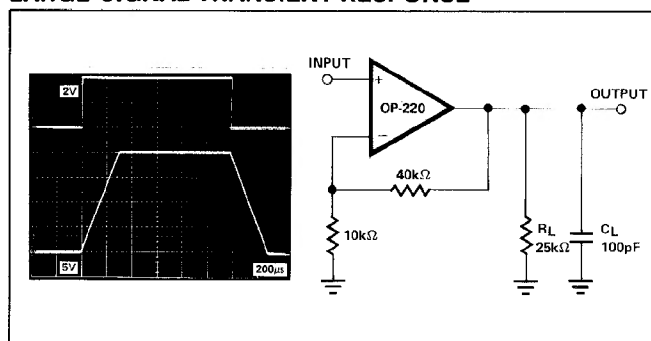 LARGE-SIGNAL TRANSIENT RESPONSE
2V
5V
200µs
INPUT
+
OP-220
−
OUTPUT
40kΩ
10kΩ
RL
25kΩ
CL
100pF